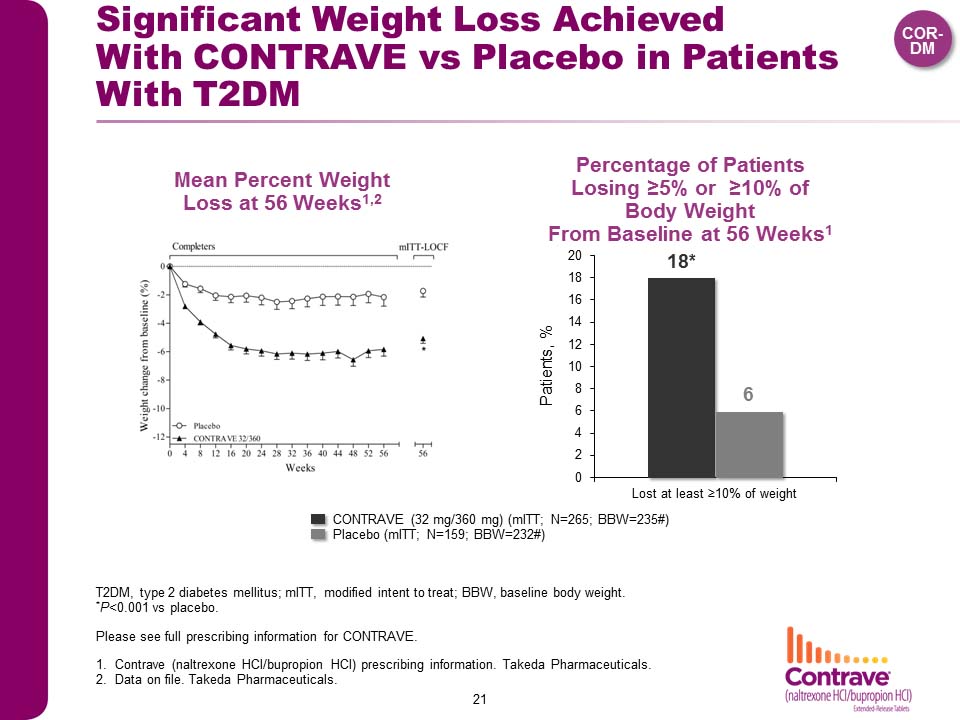 Significant Weight Loss Achieved
With CONTRAVE vs Placebo in Patients
With T2DM
COR-
DM
Mean Percent Weight
Loss at 56 Weeks1,2
Completers
mITT-LOCF
Weight change from baseline (%)
0
-2
-4
-6
-8
-10
-12
*
Placebo
CONTRAVE 32/360
0 4 8 12 16 20 24 28 32 36 40 44 48 52 56 56
Weeks
Percentage of Patients
Losing ≥5% or ≥10% of
Body Weight
From Baseline at 56 Weeks1
Patients, %
20
18
16
14
12
10
8
6
4
2
0
18*
6
Lost at least ≥10% of weight
CONTRAVE (32 mg/360 mg) (mITT; N=265; BBW=235#)
Placebo (mITT; N=159; BBW=232#)
T2DM, type 2 diabetes mellitus; mITT, modified intent to treat; BBW, baseline body weight.
*P<0.001 vs placebo.
Please see full prescribing information for CONTRAVE.
1. Contrave (naltrexone HCl/bupropion HCl) prescribing information. Takeda Pharmaceuticals.
2. Data on file. Takeda Pharmaceuticals.
21
Contrave®
(naltrexone HCl/bupropion HCl)
Extended-Release Tablets